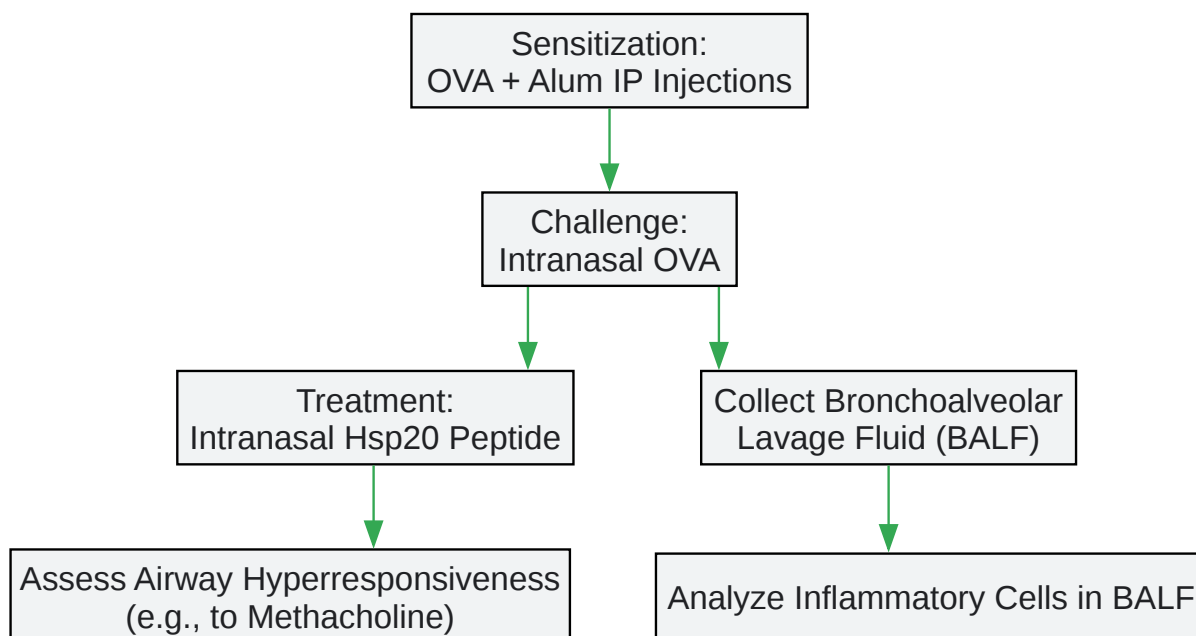 Sensitization:
OVA + Alum IP Injections
Challenge:
Intranasal OVA
Treatment:
Intranasal Hsp20 Peptide
Collect Bronchoalveolar
Lavage Fluid (BALF)
Assess Airway Hyperresponsiveness
(e.g., to Methacholine)
Analyze Inflammatory Cells in BALF